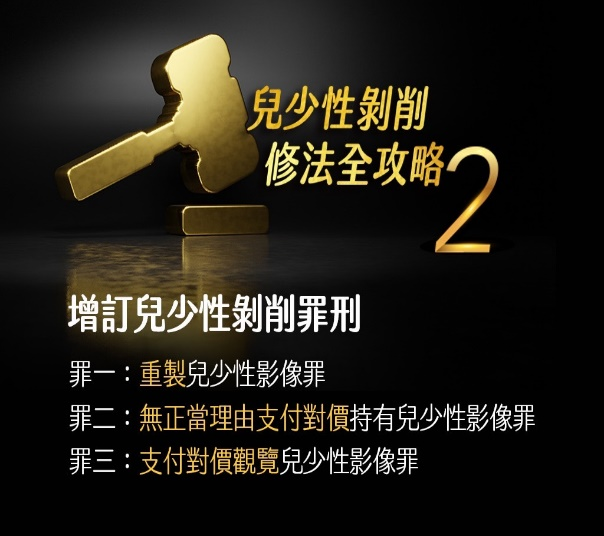 兒少性剝削
修法全攻略2
增訂兒少性剝削罪刑
罪一：重製兒少性影像罪
罪二：無正當理由支付對價持有兒少性影像罪
罪三：支付對價觀覽兒少性影像罪